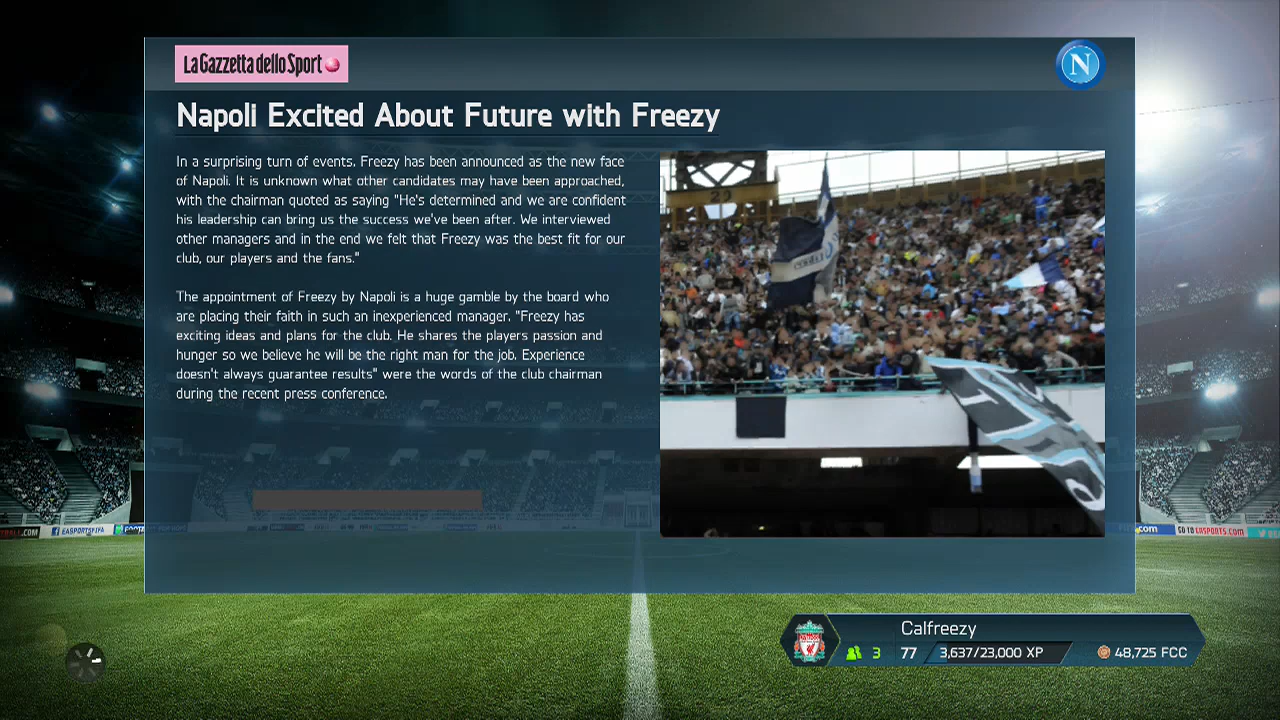 La Gazzetta dello Sport
N
Napoli Excited About Future with Freezy
In a surprising turn of events, Freezy has been announced as the new face
of Napoli. It is unknown what other candidates may have been approached,
with the chairman quoted as saying "He's determined and we are confident
his leadership can bring us the success we've been after. We interviewed
other managers and in the end we felt that Freezy was the best fit for our
club, our players and the fans."
The appointment of Freezy by Napoli is a huge gamble by the board who
are placing their faith in such an inexperienced manager. "Freezy has
exciting ideas and plans for the club. He shares the players passion and
hunger so we believe he will be the right man for the job. Experience
doesn't always guarantee results" were the words of the club chairman
during the recent press conference.
EASPORTSFIFA
GO TO EASPORTS.COM
Calfreezy
3 77 3,637/23,000 XP 48,725 FCC